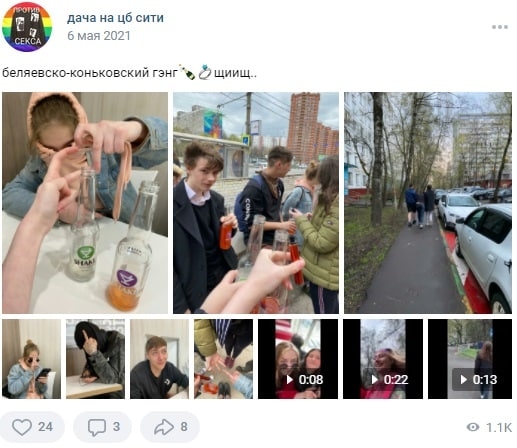 ПРОТИВ
СЕКСА
дача на цб сити
6 мая 2021
беляевско-коньковский гэнг🍾💍щиищ..
SHAKE
0:08
0:22
0:13
24
3
8
1.1K